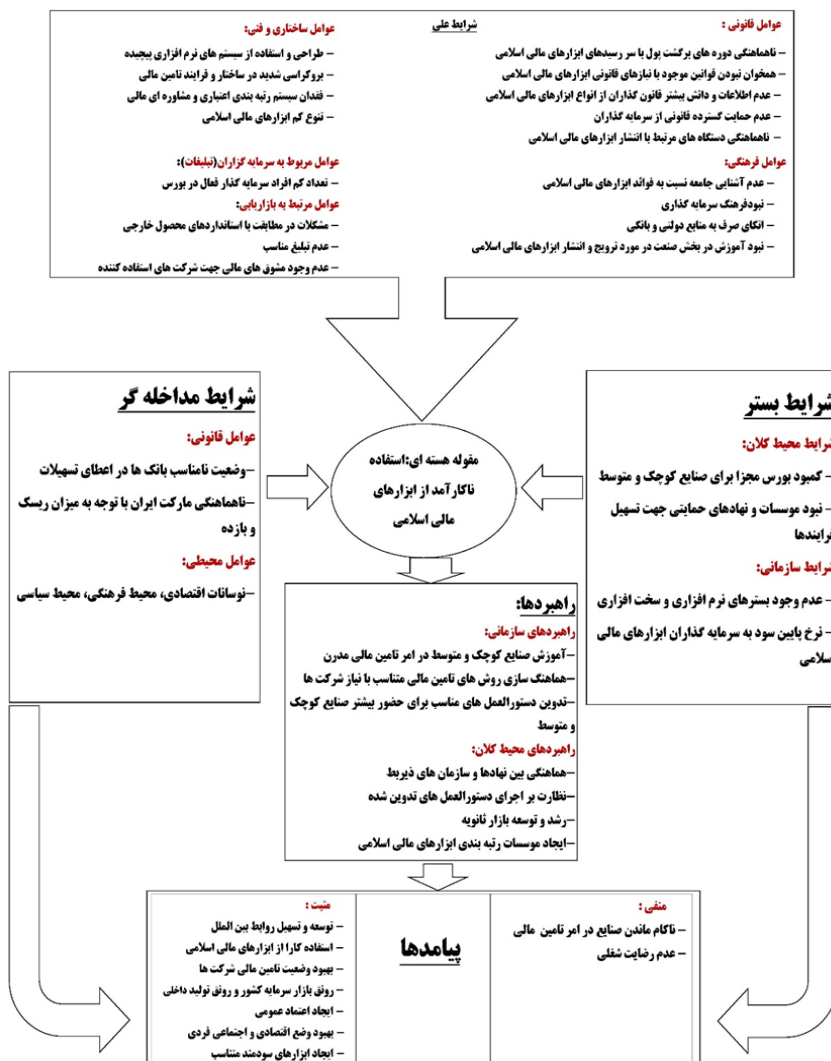 شرایط علی
عوامل قانونی :
– ناهماهنگی دوره های برگشت پول با سر رسیدهای ابزارهای مالی اسلامی
– همخوان نبودن قوانین موجود با نیازهای قانونی ابزارهای مالی اسلامی
– عدم اطلاعات و دانش بیشتر قانون گذاران از انواع ابزارهای مالی اسلامی
– عدم حمایت گسترده قانونی از سرمایه گذاران
– ناهماهنگی دستگاه های مرتبط با انتشار ابزارهای مالی اسلامی
عوامل فرهنگی:
– عدم آشنایی جامعه نسبت به فوائد ابزارهای مالی اسلامی
– نبودفرهنگ سرمایه گذاری
– اتکای صرف به منابع دولتی و بانکی
– نبود آموزش در بخش صنعت در مورد ترویج و انتشار ابزارهای مالی اسلامی
عوامل ساختاری و فنی:
– طراحی و استفاده از سیستم های نرم افزاری پیچیده
– بروکراسی شدید در ساختار و فرایند تامین مالی
– فقدان سیستم رتبه بندی اعتباری و مشاوره ای مالی
– تنوع کم ابزارهای مالی اسلامی
عوامل مربوط به سرمایه گزاران(تبلیغات):
– تعداد کم افراد سرمایه گذار فعال در بورس
عوامل مرتبط به بازاریابی:
– مشکلات در مطابقت با استانداردهای محصول خارجی
– عدم تبلیغ مناسب
– عدم وجود مشوق های مالی جهت شرکت های استفاده کننده
شرایط بستر
شرایط محیط کلان:
– کمبود بورس مجزا برای صنایع کوچک و متوسط
– نبود موسسات و نهادهای حمایتی جهت تسهیل
فرایندها
شرایط سازمانی:
– عدم وجود بسترهای نرم افزاری و سخت افزاری
– نرخ پایین سود به سرمایه گذاران ابزارهای مالی
اسلامی
مقوله هسته ای:استفاده
ناکارآمد از ابزارهای
مالی اسلامی
شرایط مداخله گر
عوامل قانونی:
–وضعیت نامناسب بانک ها در اعطای تسهیلات
–ناهماهنگی مارکت ایران با توجه به میزان ریسک
و بازده
عوامل محیطی:
–نوسانات اقتصادی، محیط فرهنگی، محیط سیاسی
راهبردها:
راهبردهای سازمانی:
–آموزش صنایع کوچک و متوسط در امر تامین مالی مدرن
–هماهنگ سازی روش های تامین مالی متناسب با نیاز شرکت ها
–تدوین دستورالعمل های مناسب برای حضور بیشتر صنایع کوچک
و متوسط
راهبردهای محیط کلان:
–هماهنگی بین نهادها و سازمان های ذیربط
–نظارت بر اجرای دستورالعمل های تدوین شده
–رشد و توسعه بازار ثانویه
–ایجاد موسسات رتبه بندی ابزارهای مالی اسلامی
منفی :
– ناکام ماندن صنایع در امر تامین مالی
– عدم رضایت شغلی
پیامدها
مثبت :
– توسعه و تسهیل روابط بین الملل
– استفاده کارا از ابزارهای مالی اسلامی
– بهبود وضعیت تامین مالی شرکت ها
– رونق بازار سرمایه کشور و رونق تولید داخلی
– ایجاد اعتماد عمومی
– بهبود وضع اقتصادی و اجتماعی فردی
– ایجاد ابزارهای سودمند متناسب